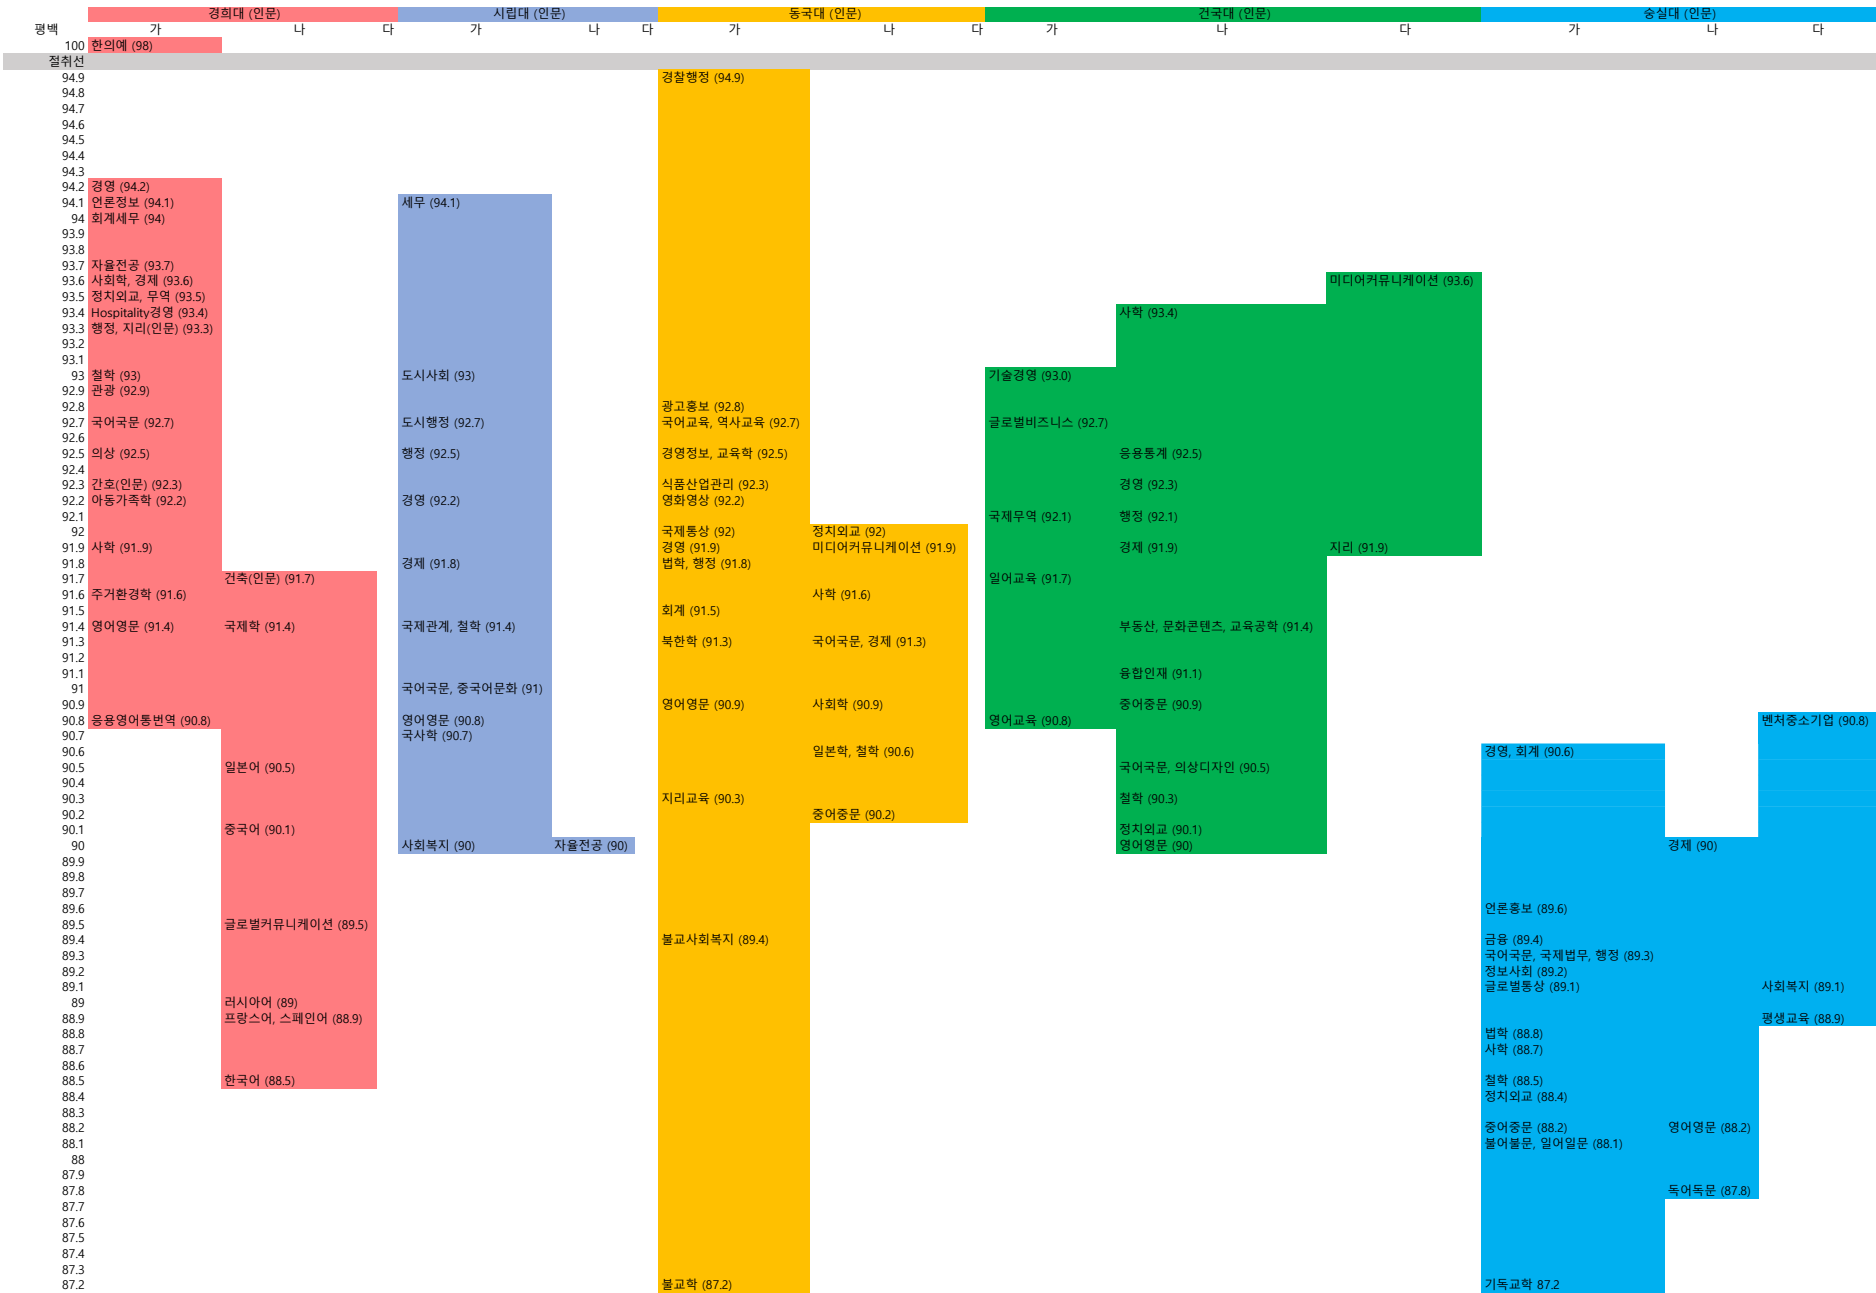 경희대 (인문) 시립대 (인문) 동국대 (인문) 건국대 (인문) 숭실대 (인문)
평백 가 나 다 가 나 다 가 나 다 가 나 다 가 나 다
100 한의예 (98)
절취선
94.9 경찰행정 (94.9)
94.8
94.7
94.6
94.5
94.4
94.3
94.2 경영 (94.2)
94.1 언론정보 (94.1) 세무 (94.1)
94 회계세무 (94)
93.9
93.8
93.7 자율전공 (93.7)
93.6 사회학, 경제 (93.6) 미디어커뮤니케이션 (93.6)
93.5 정치외교, 무역 (93.5)
93.4 Hospitality경영 (93.4) 사학 (93.4)
93.3 행정, 지리(인문) (93.3)
93.2
93.1
93 철학 (93) 도시사회 (93) 기술경영 (93.0)
92.9 관광 (92.9)
92.8 광고홍보 (92.8)
92.7 국어국문 (92.7) 도시행정 (92.7) 국어교육, 역사교육 (92.7) 글로벌비즈니스 (92.7)
92.6
92.5 의상 (92.5) 행정 (92.5) 경영정보, 교육학 (92.5) 응용통계 (92.5)
92.4
92.3 간호(인문) (92.3) 식품산업관리 (92.3) 경영 (92.3)
92.2 아동가족학 (92.2) 경영 (92.2) 영화영상 (92.2)
92.1 국제무역 (92.1) 행정 (92.1)
92 국제통상 (92) 정치외교 (92)
91.9 사학 (91..9) 경영 (91.9) 미디어커뮤니케이션 (91.9) 경제 (91.9) 지리 (91.9)
91.8 경제 (91.8) 법학, 행정 (91.8)
91.7 건축(인문) (91.7) 일어교육 (91.7)
91.6 주거환경학 (91.6) 사학 (91.6)
91.5 회계 (91.5)
91.4 영어영문 (91.4) 국제학 (91.4) 국제관계, 철학 (91.4) 부동산, 문화콘텐츠, 교육공학 (91.4)
91.3 북한학 (91.3) 국어국문, 경제 (91.3)
91.2
91.1 융합인재 (91.1)
91 국어국문, 중국어문화 (91)
90.9 영어영문 (90.9) 사회학 (90.9) 중어중문 (90.9)
90.8 응용영어통번역 (90.8) 영어영문 (90.8) 영어교육 (90.8) 벤처중소기업 (90.8)
90.7 국사학 (90.7)
90.6 일본학, 철학 (90.6) 경영, 회계 (90.6)
90.5 일본어 (90.5) 국어국문, 의상디자인 (90.5)
90.4
90.3 지리교육 (90.3) 철학 (90.3)
90.2 중어중문 (90.2)
90.1 중국어 (90.1) 정치외교 (90.1)
90 사회복지 (90) 자율전공 (90) 영어영문 (90) 경제 (90)
89.9
89.8
89.7
89.6 언론홍보 (89.6)
89.5 글로벌커뮤니케이션 (89.5)
89.4 불교사회복지 (89.4) 금융 (89.4)
89.3 국어국문, 국제법무, 행정 (89.3)
89.2 정보사회 (89.2)
89.1 글로벌통상 (89.1) 사회복지 (89.1)
89 러시아어 (89)
88.9 프랑스어, 스페인어 (88.9) 평생교육 (88.9)
88.8 법학 (88.8)
88.7 사학 (88.7)
88.6
88.5 한국어 (88.5) 철학 (88.5)
88.4 정치외교 (88.4)
88.3
88.2 중어중문 (88.2) 영어영문 (88.2)
88.1 불어불문, 일어일문 (88.1)
88
87.9
87.8 독어독문 (87.8)
87.7
87.6
87.5
87.4
87.3
87.2 불교학 (87.2) 기독교학 87.2